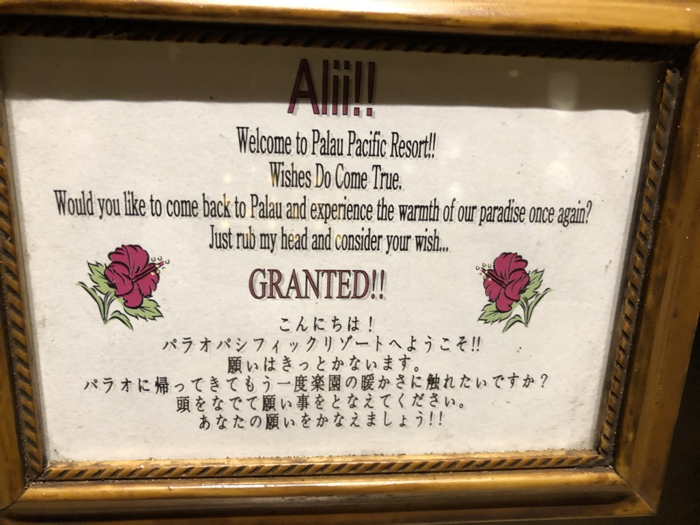 Alii!!
Welcome to Palau Pacific Resort!!
Wishes Do Come True.
Would you like to come back to Palau and experience the warmth of our paradise once again?
Just rub my head and consider your wish...
GRANTED!!
こんにちは！
パラオパシフィックリゾートへようこそ!!
願いはきっとかないます。
パラオに帰ってきてもう一度楽園の暖かさに触れたいですか？
頭をなでて願い事をとなえてください。
あなたの願いをかなえましょう!!